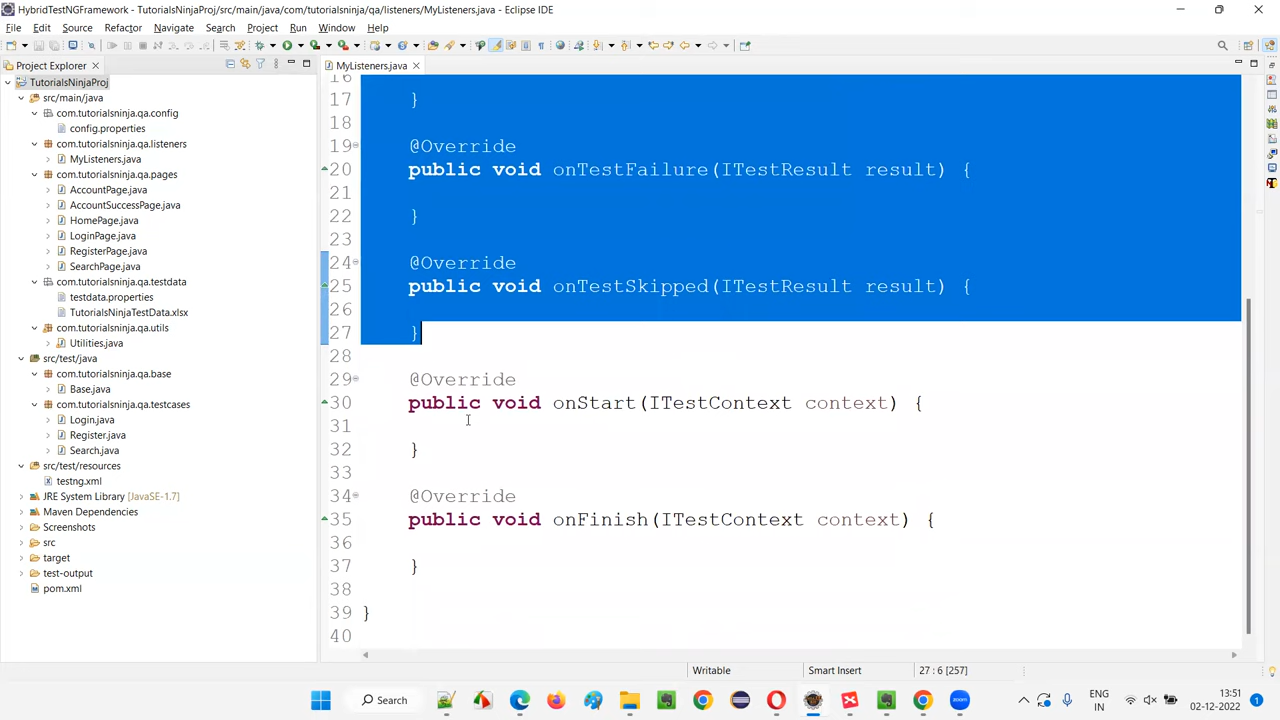 HybridTestNGFramework - TutorialsNinjaProj/src/main/java/com/tutorialsninja/qa/listeners/MyListeners.java - Eclipse IDE
File Edit Source Refactor Navigate Search Project Run Window Help
Project Explorer
TutorialsNinjaProj
src/main/java
com.tutorialsninja.qa.config
config.properties
com.tutorialsninja.qa.listeners
MyListeners.java
com.tutorialsninja.qa.pages
AccountPage.java
AccountSuccessPage.java
HomePage.java
LoginPage.java
RegisterPage.java
SearchPage.java
com.tutorialsninja.qa.testdata
testdata.properties
TutorialsNinjaTestData.xlsx
com.tutorialsninja.qa.utils
Utilities.java
src/test/java
com.tutorialsninja.qa.base
Base.java
com.tutorialsninja.qa.testcases
Login.java
Register.java
Search.java
src/test/resources
testng.xml
JRE System Library [JavaSE-1.7]
Maven Dependencies
Screenshots
src
target
test-output
pom.xml
MyListeners.java
16
17 }
18
19 @Override
20 public void onTestFailure(ITestResult result) {
21
22 }
23
24 @Override
25 public void onTestSkipped(ITestResult result) {
26
27 }
28
29 @Override
30 public void onStart(ITestContext context) {
31
32 }
33
34 @Override
35 public void onFinish(ITestContext context) {
36
37 }
38
39 }
40
Writable Smart Insert 27 : 6 [257]
Search
ENG
IN
13:51
02-12-2022
1